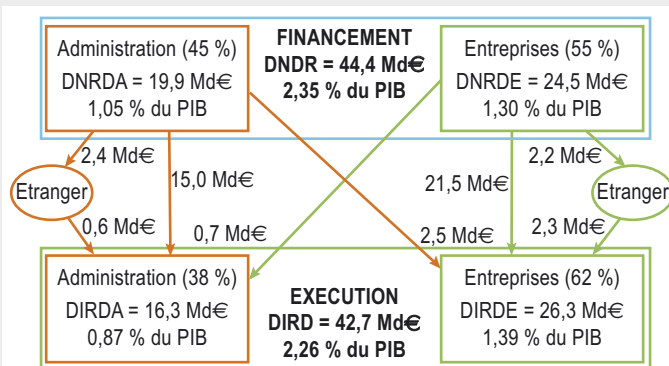 Administration (45 %)
DNRDA = 19,9 Md€
1,05 % du PIB
FINANCEMENT
DNDR = 44,4 Md€
2,35 % du PIB
Entreprises (55 %)
DNRDE = 24,5 Md€
1,30 % du PIB
2,4 Md€
2,2 Md€
Etranger
15,0 Md€
21,5 Md€
Etranger
0,6 Md€
0,7 Md€
2,5 Md€
2,3 Md€
Administration (38 %)
DIRDA = 16,3 Md€
0,87 % du PIB
EXECUTION
DIRD = 42,7 Md€
2,26 % du PIB
Entreprises (62 %)
DIRDE = 26,3 Md€
1,39 % du PIB